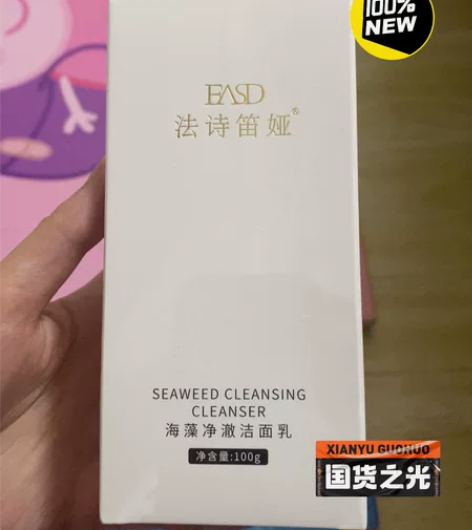 100%
NEW
FASD
法诗笛娅®
SEAWEED CLEANSING
CLEANSER
海藻净澈洁面乳
净含量:100g
XIANYU GUOHUO
国货之光